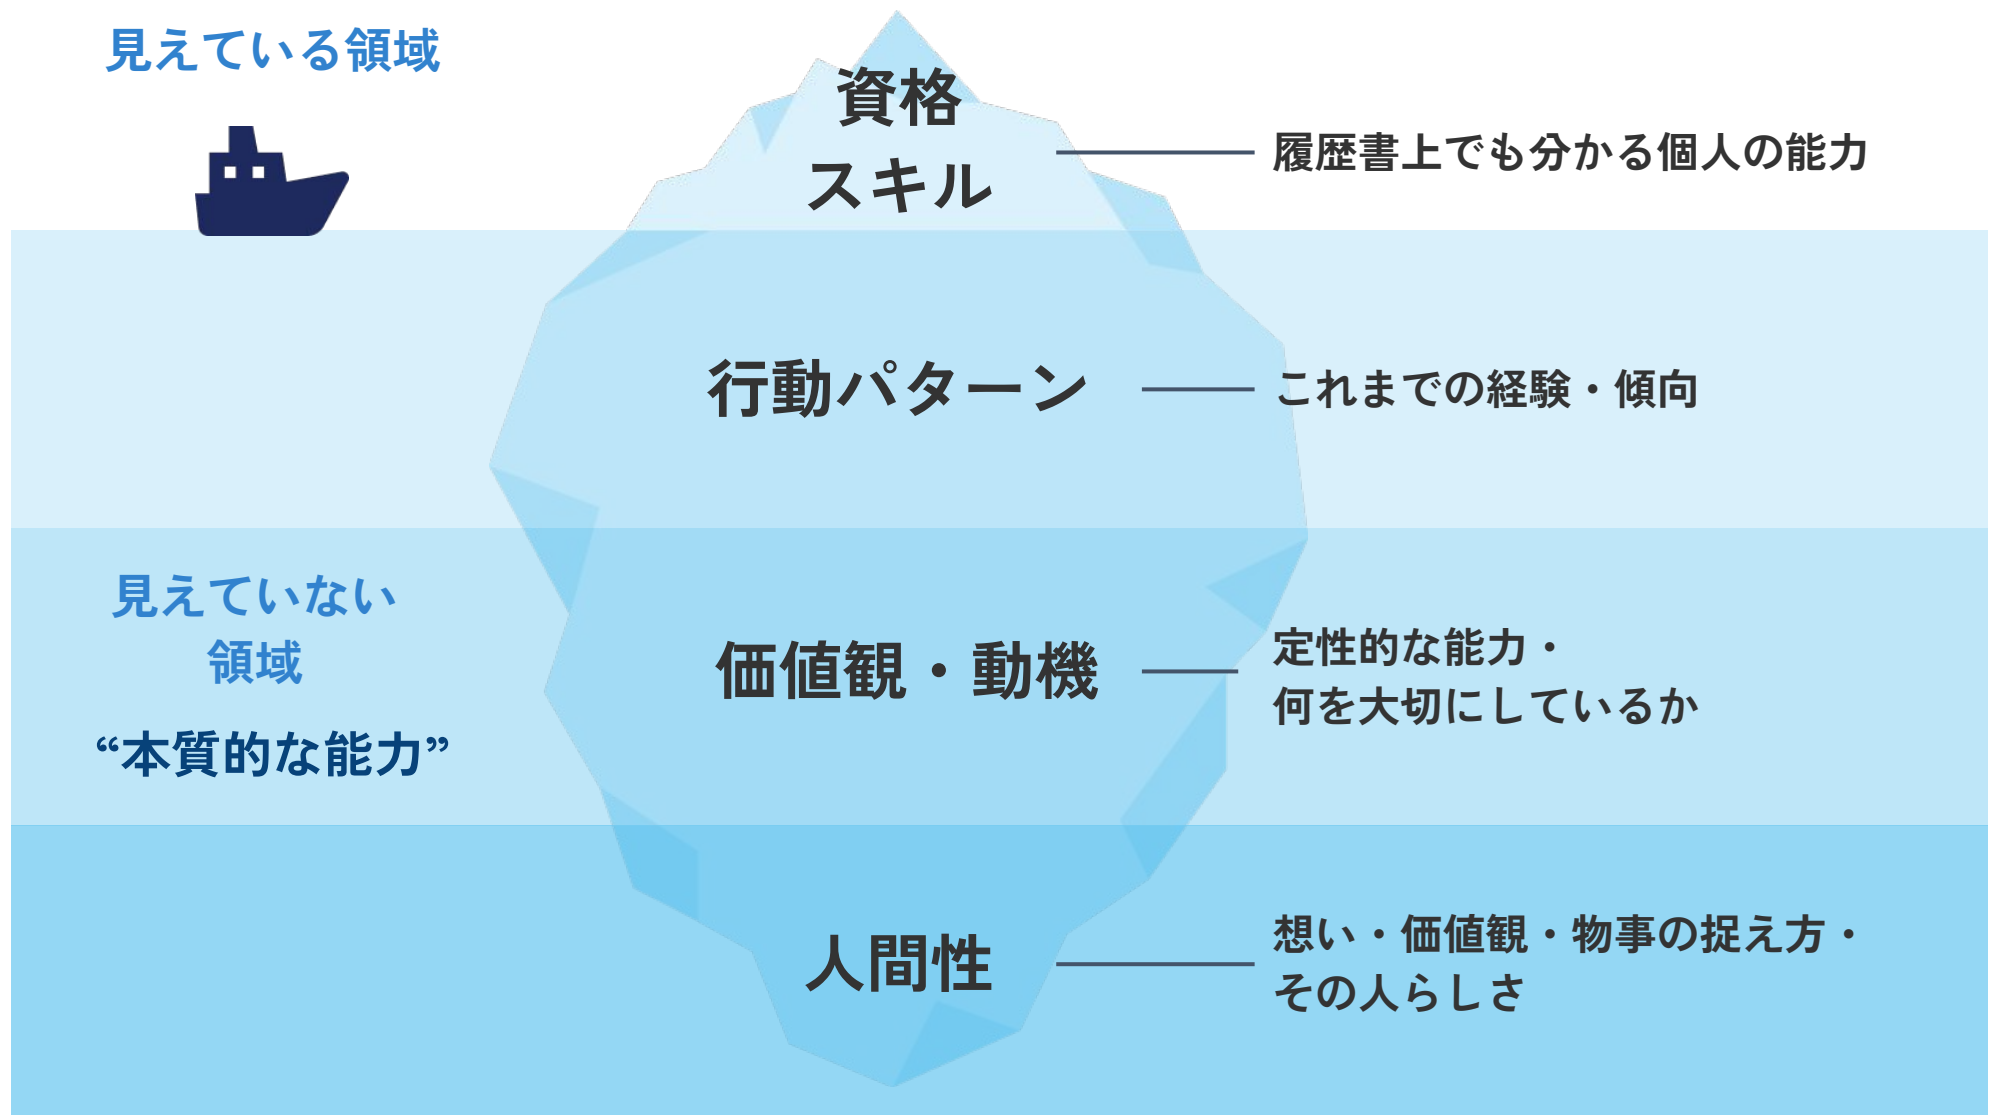 見えている領域
資格
スキル
履歴書上でも分かる個人の能力
行動パターン
これまでの経験・傾向
見えていない
領域
“本質的な能力”
価値観・動機
定性的な能力・
何を大切にしているか
人間性
想い・価値観・物事の捉え方・
その人らしさ